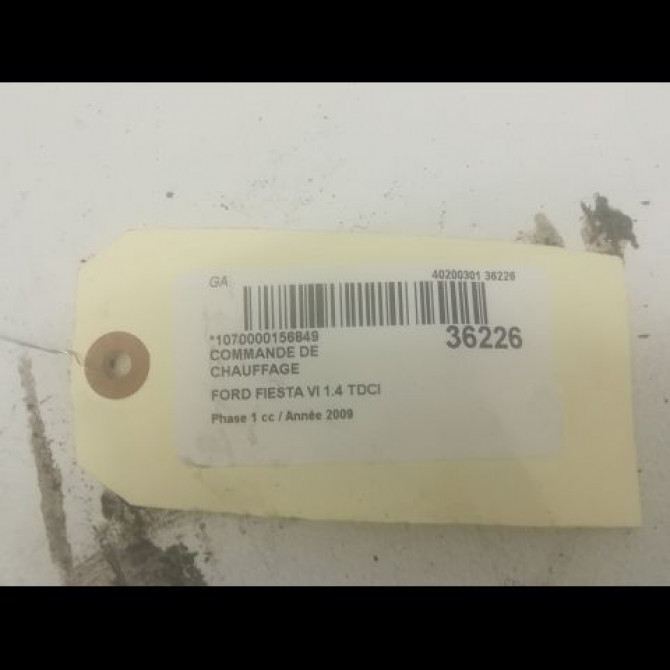 GA 40200301 36226
*1070000156849 36226
COMMANDE DE
CHAUFFAGE
FORD FIESTA VI 1.4 TDCI
Phase 1 cc / Année 2009